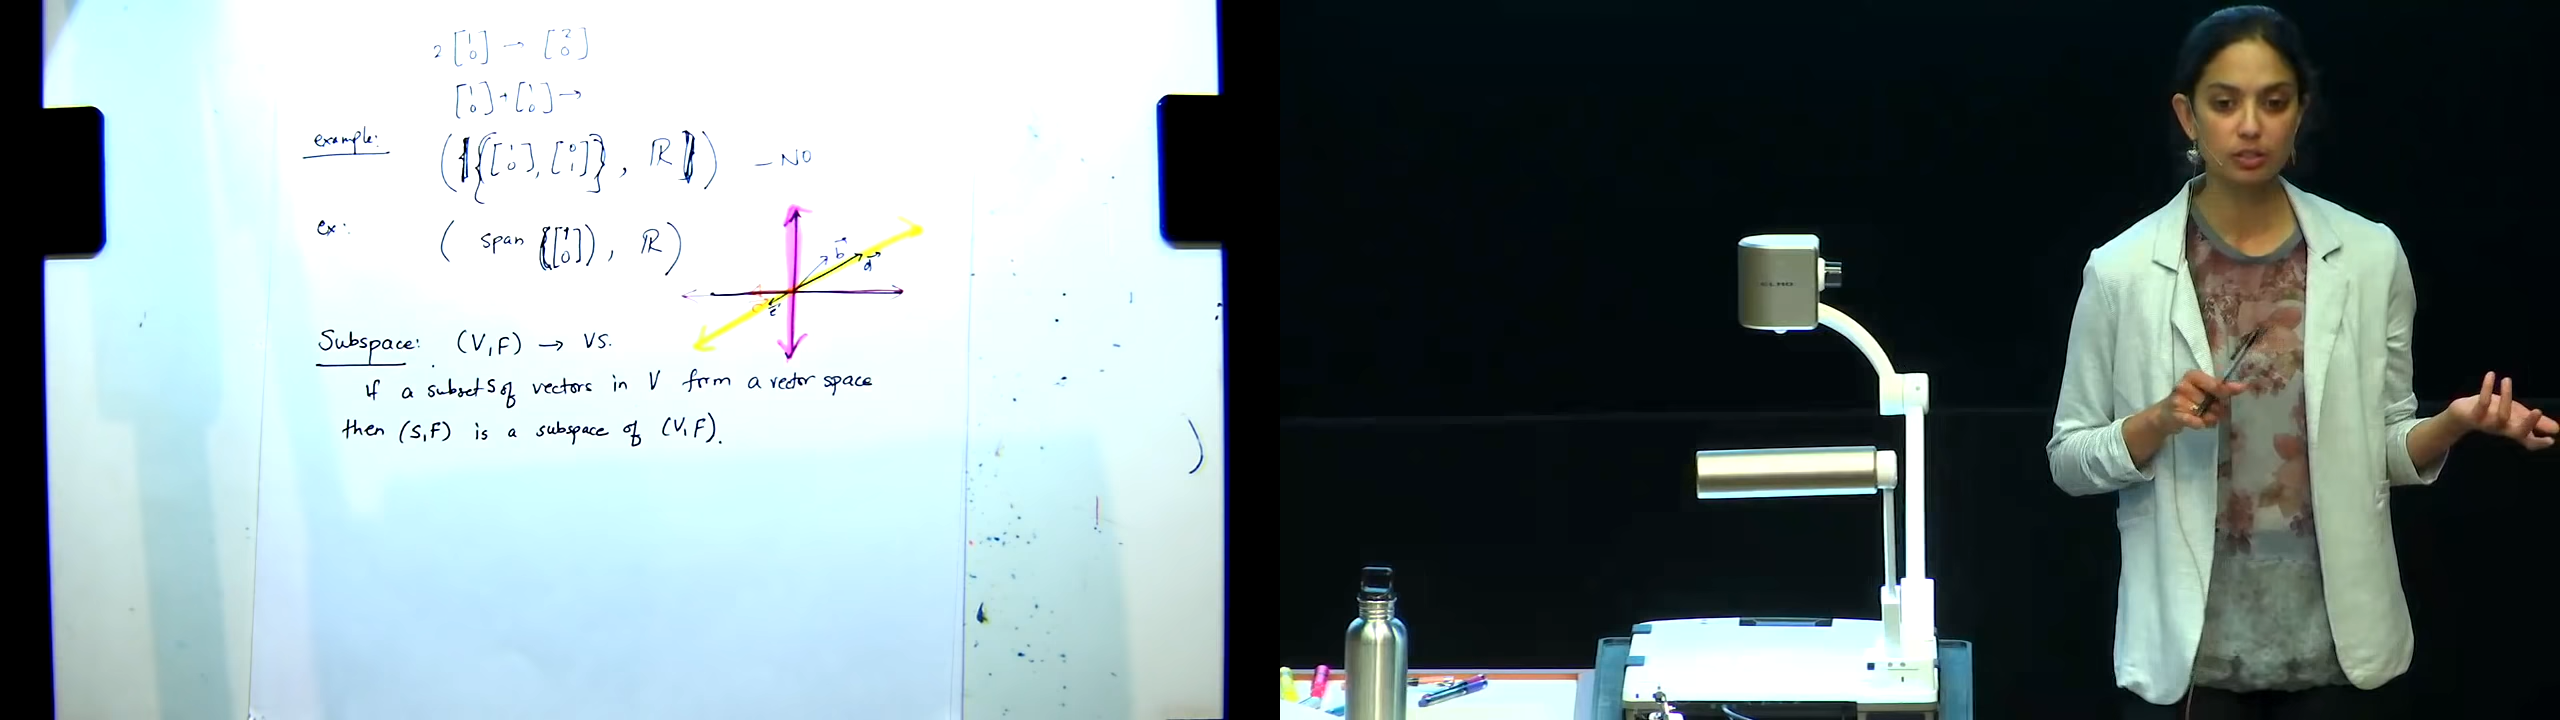 2 [1 0] → [2 0]
[1 0] + [1 0] →
example: ({[1 0], [0 1]}, ℝ) – NO
ex: ( span {[1 0]}, ℝ)
b⃗
a⃗
c⃗
Subspace: (V, F) → VS.
If a subset S of vectors in V form a vector space
then (S, F) is a subspace of (V, F).
ELMO